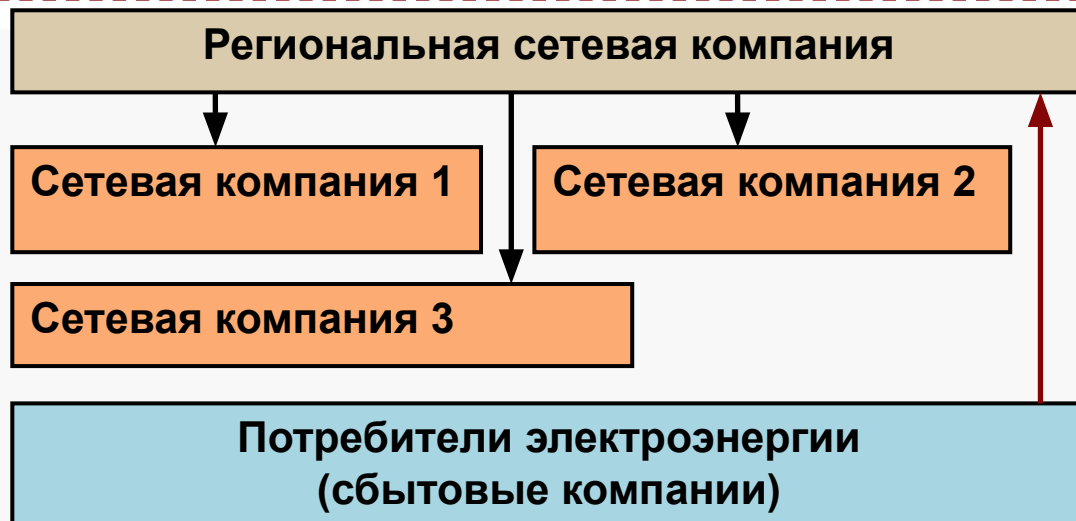 Региональная сетевая компания
Сетевая компания 1
Сетевая компания 2
Сетевая компания 3
Потребители электроэнергии
(сбытовые компании)